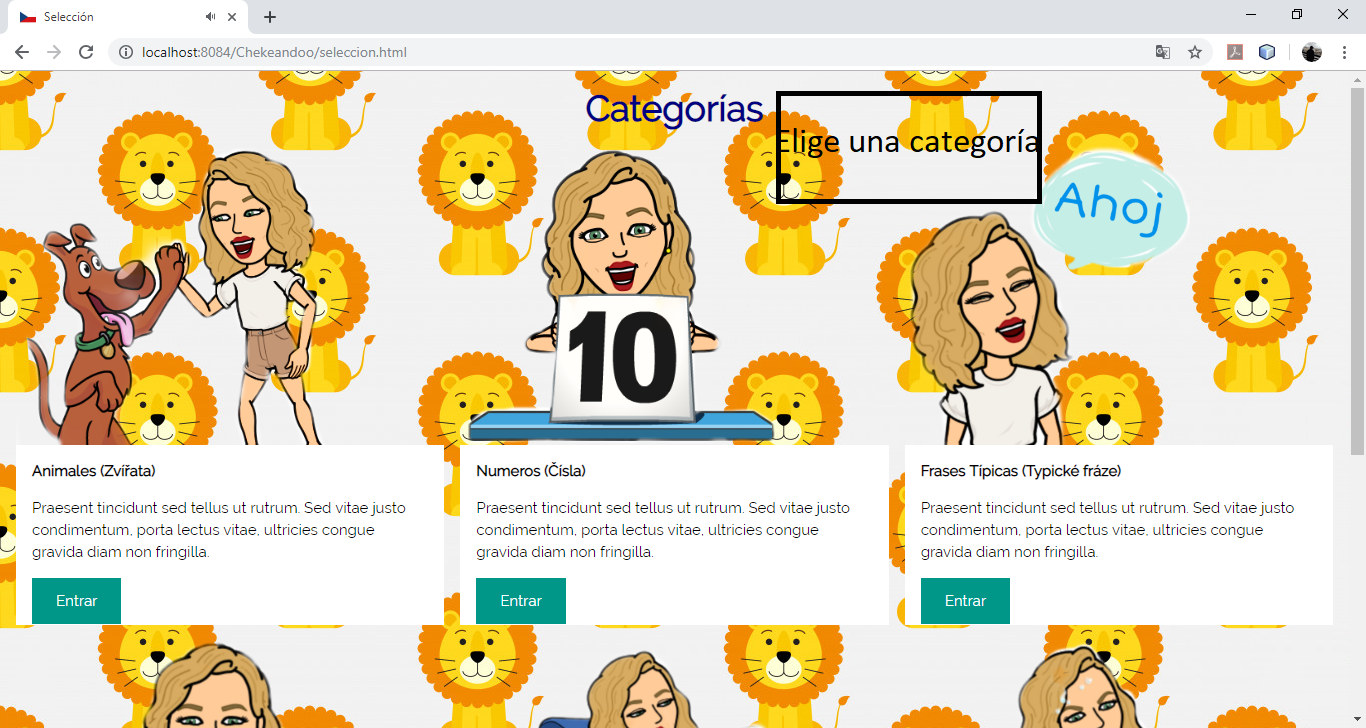 Selección
localhost:8084/Chekeandoo/seleccion.html
Categorías
Elige una categoría
Ahoj
10
Animales (Zvířata)
Praesent tincidunt sed tellus ut rutrum. Sed vitae justo
condimentum, porta lectus vitae, ultricies congue
gravida diam non fringilla.
Entrar
Numeros (Čísla)
Praesent tincidunt sed tellus ut rutrum. Sed vitae justo
condimentum, porta lectus vitae, ultricies congue
gravida diam non fringilla.
Entrar
Frases Típicas (Typické fráze)
Praesent tincidunt sed tellus ut rutrum. Sed vitae justo
condimentum, porta lectus vitae, ultricies congue
gravida diam non fringilla.
Entrar